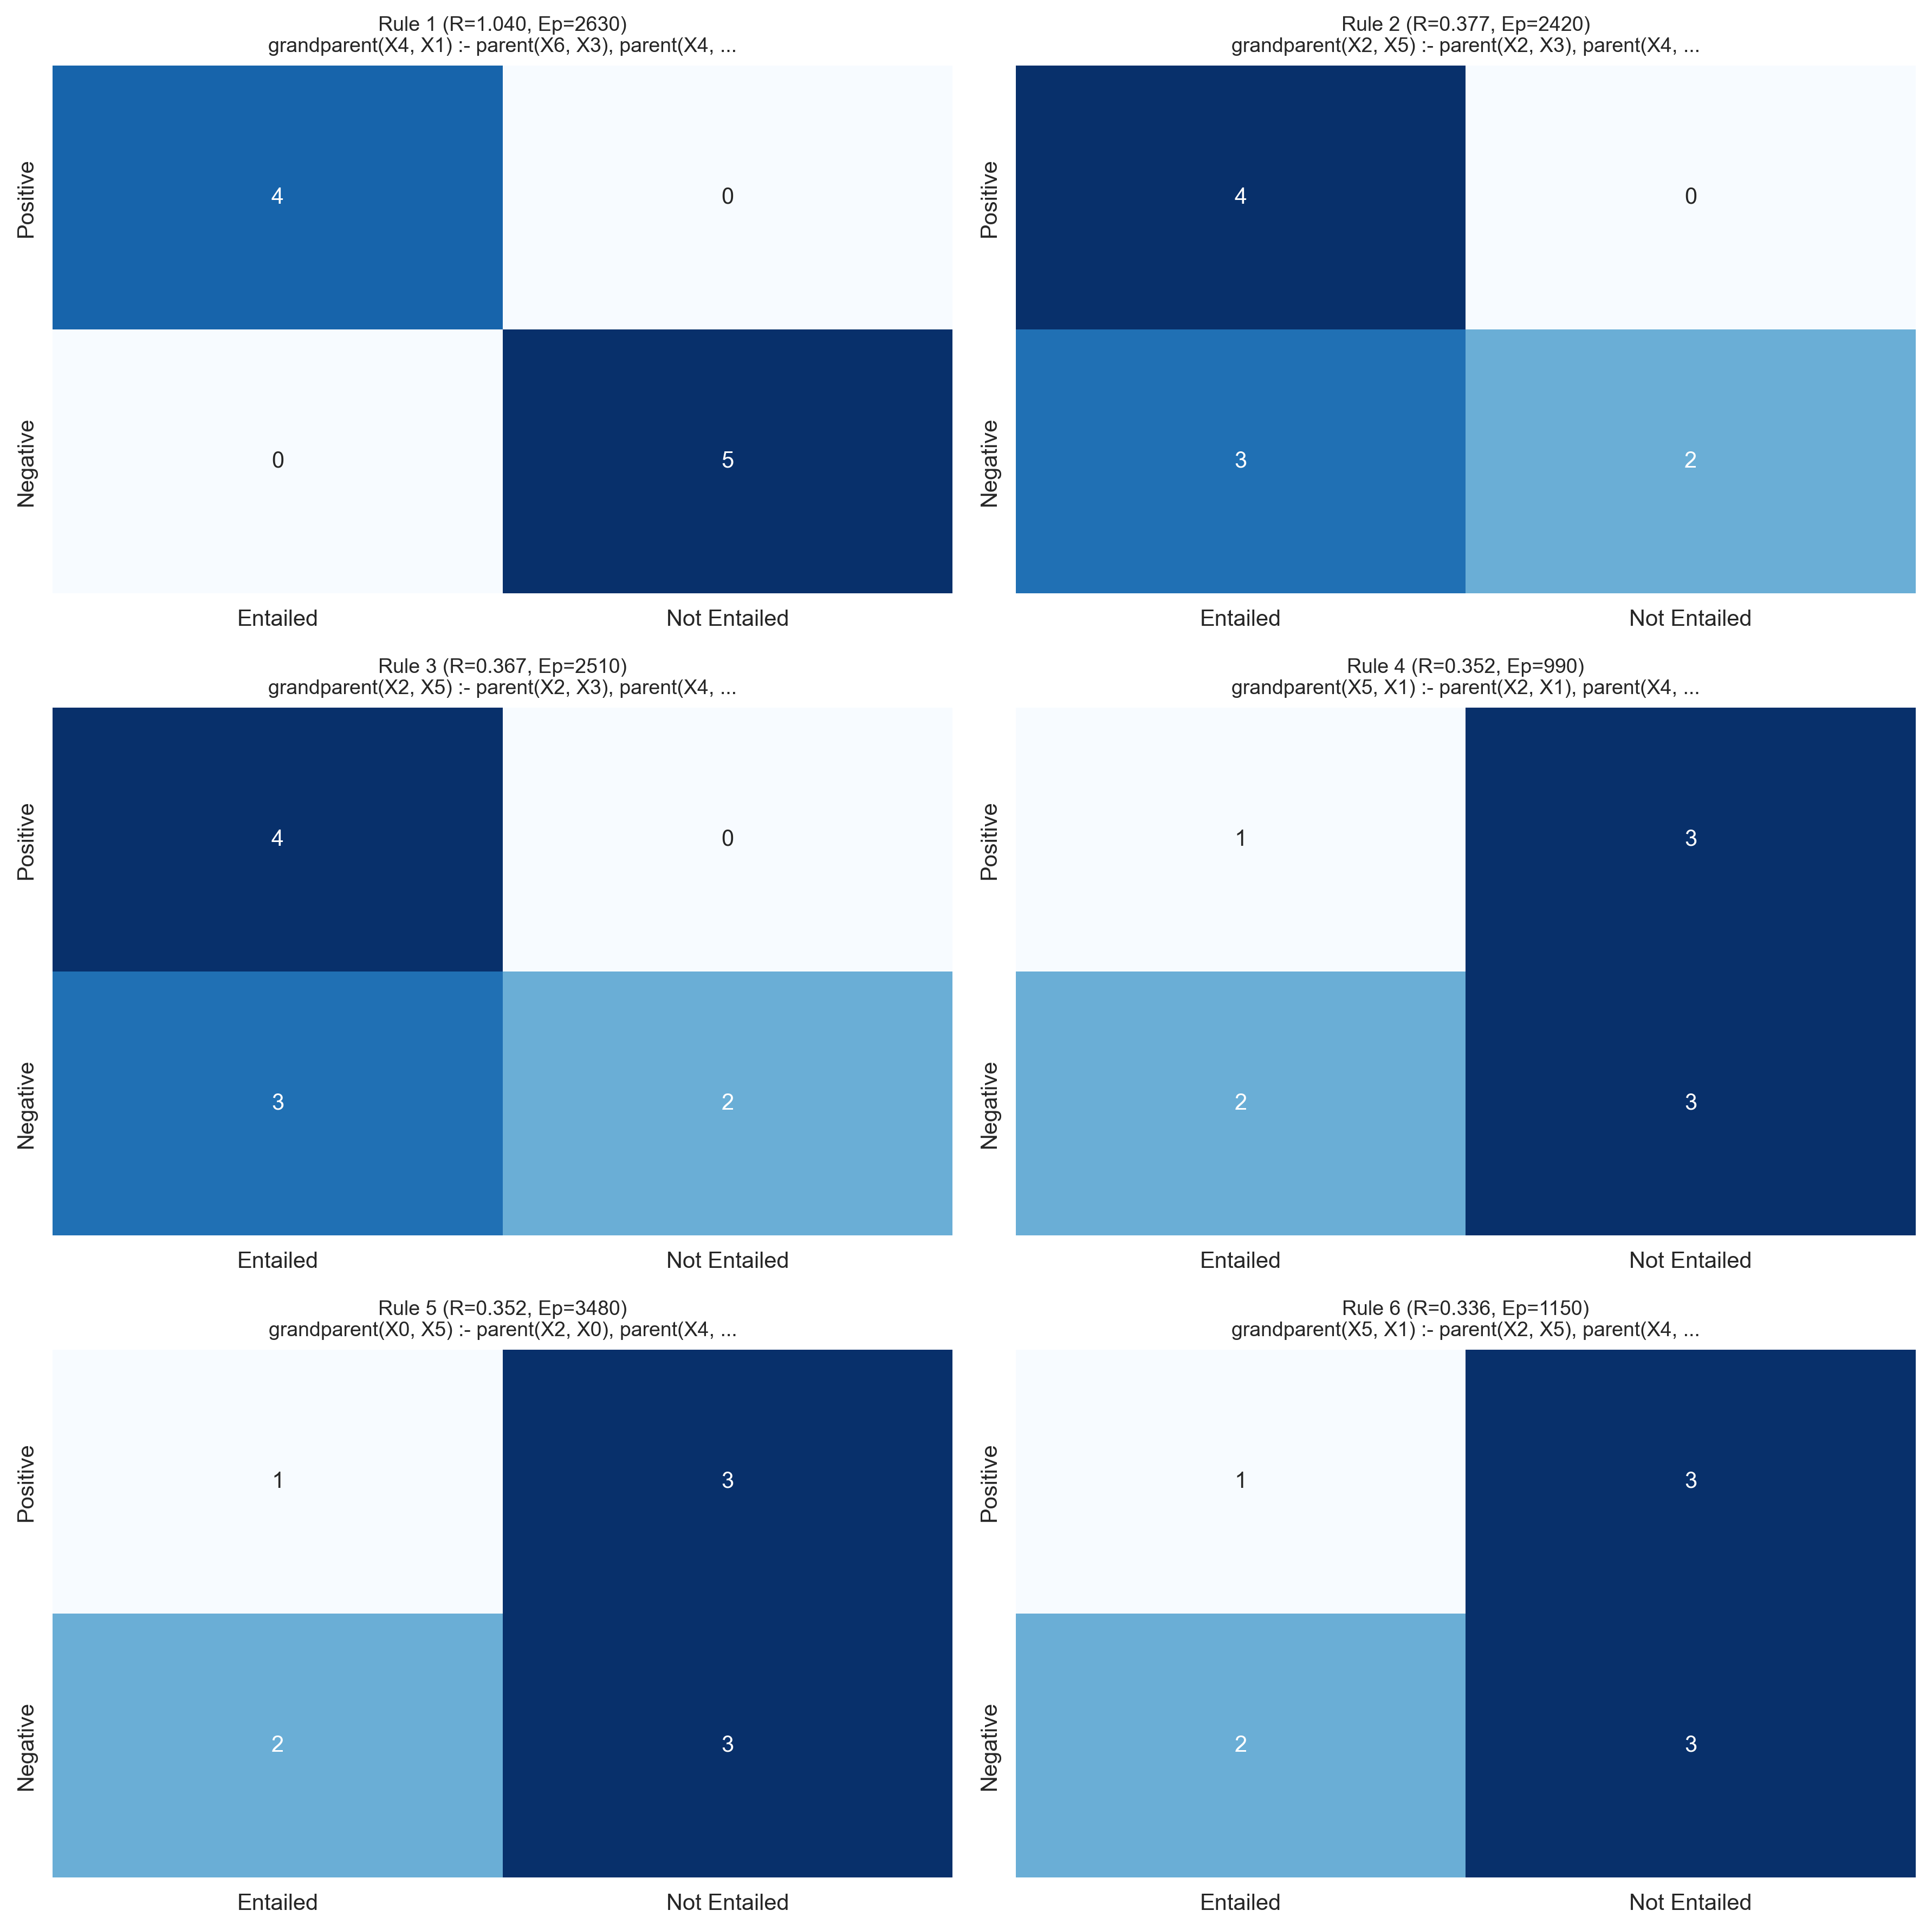 Rule 1 (R=1.040, Ep=2630)
grandparent(X4, X1) :- parent(X6, X3), parent(X4, ...
Positive
4
0
Negative
0
5
Entailed
Not Entailed
Rule 2 (R=0.377, Ep=2420)
grandparent(X2, X5) :- parent(X2, X3), parent(X4, ...
Positive
4
0
Negative
3
2
Entailed
Not Entailed
Rule 3 (R=0.367, Ep=2510)
grandparent(X2, X5) :- parent(X2, X3), parent(X4, ...
Positive
4
0
Negative
3
2
Entailed
Not Entailed
Rule 4 (R=0.352, Ep=990)
grandparent(X5, X1) :- parent(X2, X1), parent(X4, ...
Positive
1
3
Negative
2
3
Entailed
Not Entailed
Rule 5 (R=0.352, Ep=3480)
grandparent(X0, X5) :- parent(X2, X0), parent(X4, ...
Positive
1
3
Negative
2
3
Entailed
Not Entailed
Rule 6 (R=0.336, Ep=1150)
grandparent(X5, X1) :- parent(X2, X5), parent(X4, ...
Positive
1
3
Negative
2
3
Entailed
Not Entailed